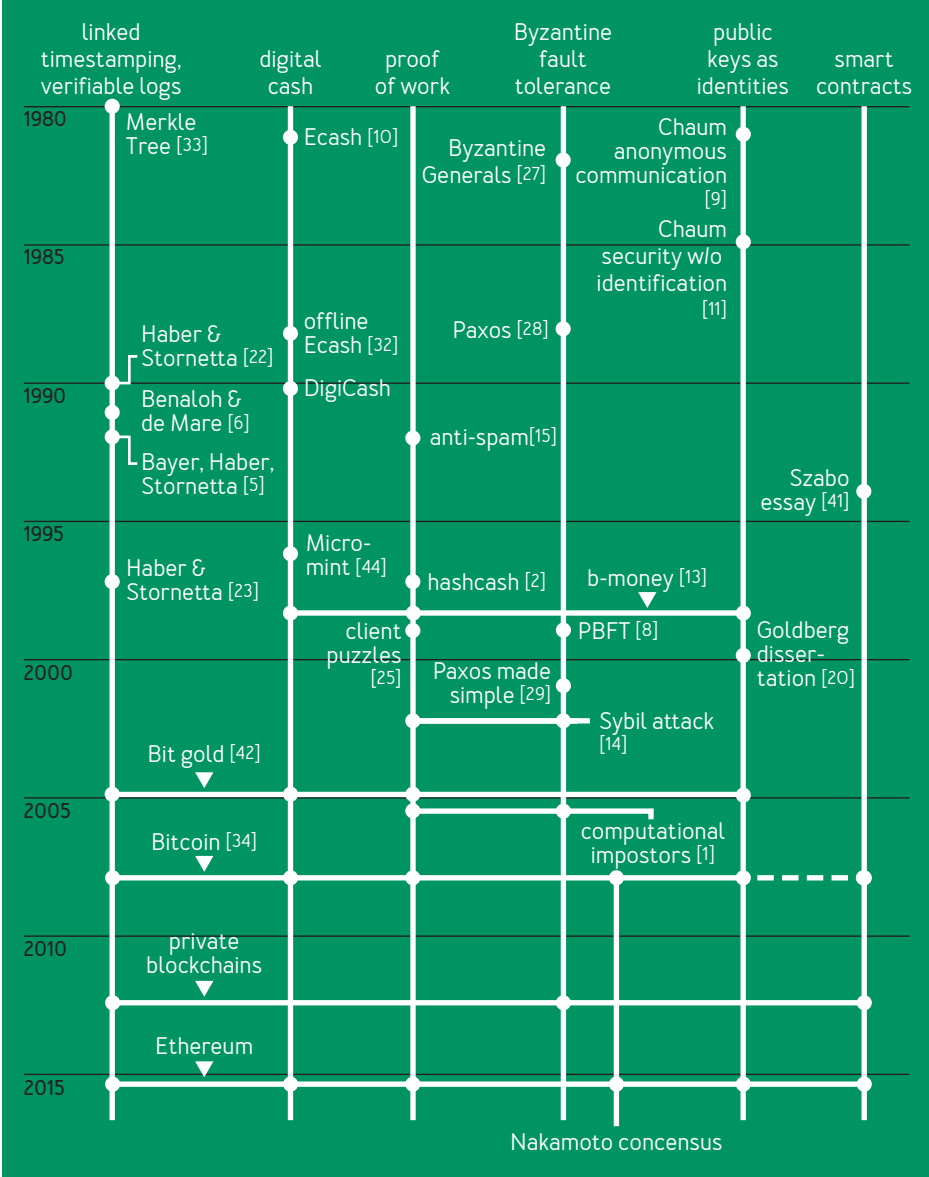 linked
timestamping,
verifiable logs
digital
cash
proof
of work
Byzantine
fault
tolerance
public
keys as
identities
smart
contracts
1980
Merkle
Tree [33]
Ecash [10]
Byzantine
Generals [27]
Chaum
anonymous
communication
[9]
1985
Chaum
security w/o
identification
[11]
offline
Ecash [32]
Paxos [28]
Haber &
Stornetta [22]
1990
DigiCash
Benaloh &
de Mare [6]
anti-spam[15]
Bayer, Haber,
Stornetta [5]
Szabo
essay [41]
1995
Micro-
mint [44]
Haber &
Stornetta [23]
hashcash [2]
b-money [13]
client
puzzles
[25]
PBFT [8]
Goldberg
disser-
tation [20]
2000
Paxos made
simple [29]
Sybil attack
[14]
Bit gold [42]
2005
computational
impostors [1]
Bitcoin [34]
2010
private
blockchains
Ethereum
2015
Nakamoto concensus